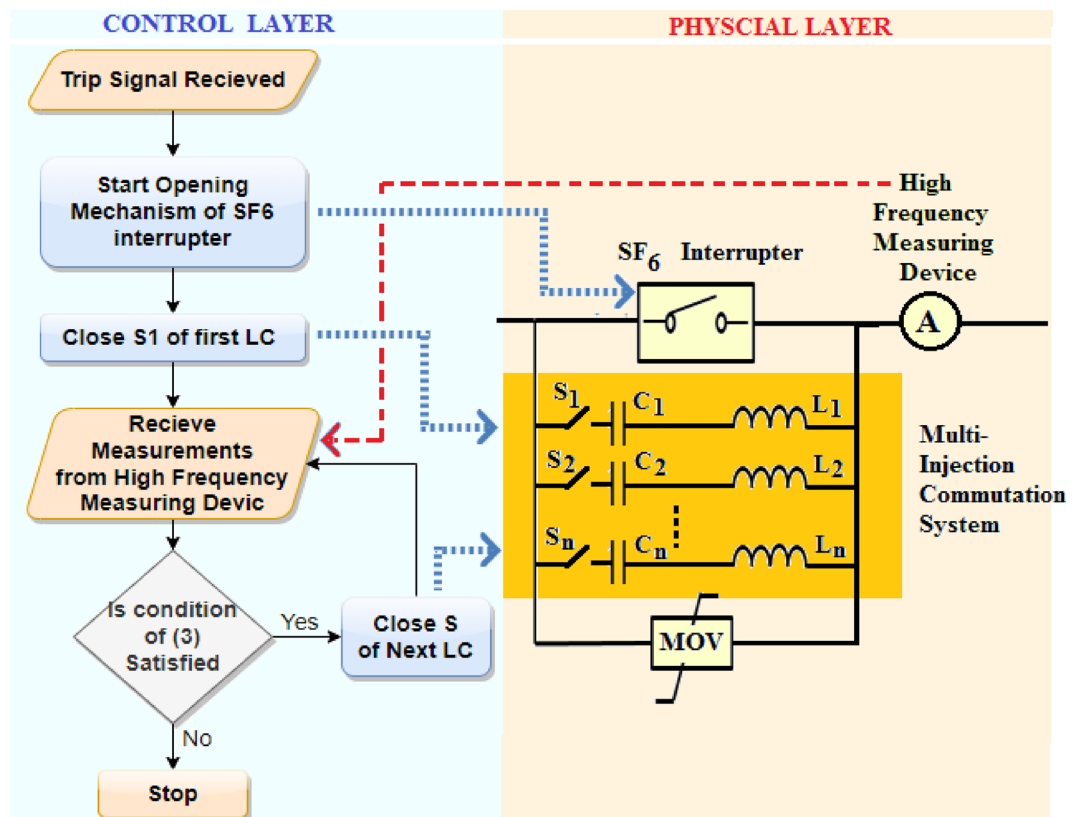 CONTROL LAYER
PHYSCIAL LAYER
Trip Signal Recieved
Start Opening
Mechanism of SF6
interrupter
Close S1 of first LC
Recieve
Measurements
from High Frequency
Measuring Devic
Is condition
of (3)
Satisfied
Yes
Close S
of Next LC
No
Stop
High
Frequency
Measuring
Device
SF6 Interrupter
A
S1 C1 L1
S2 C2 L2
Sn Cn Ln
MOV
Multi-
Injection
Commutation
System